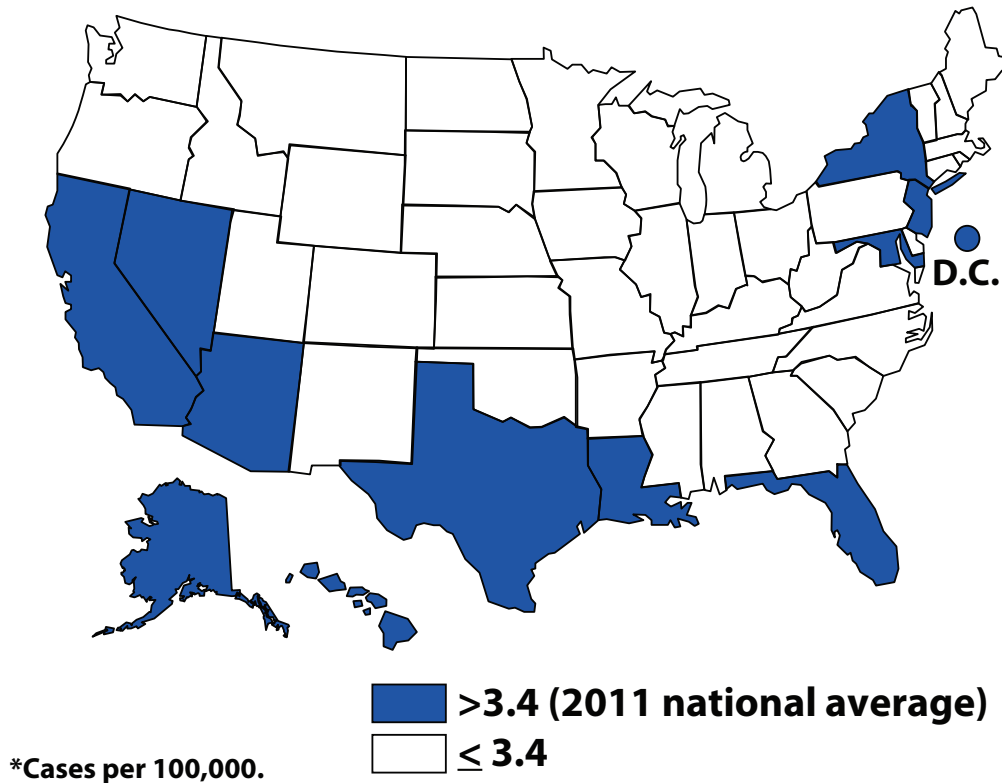 D.C.
>3.4 (2011 national average)
≤ 3.4
*Cases per 100,000.